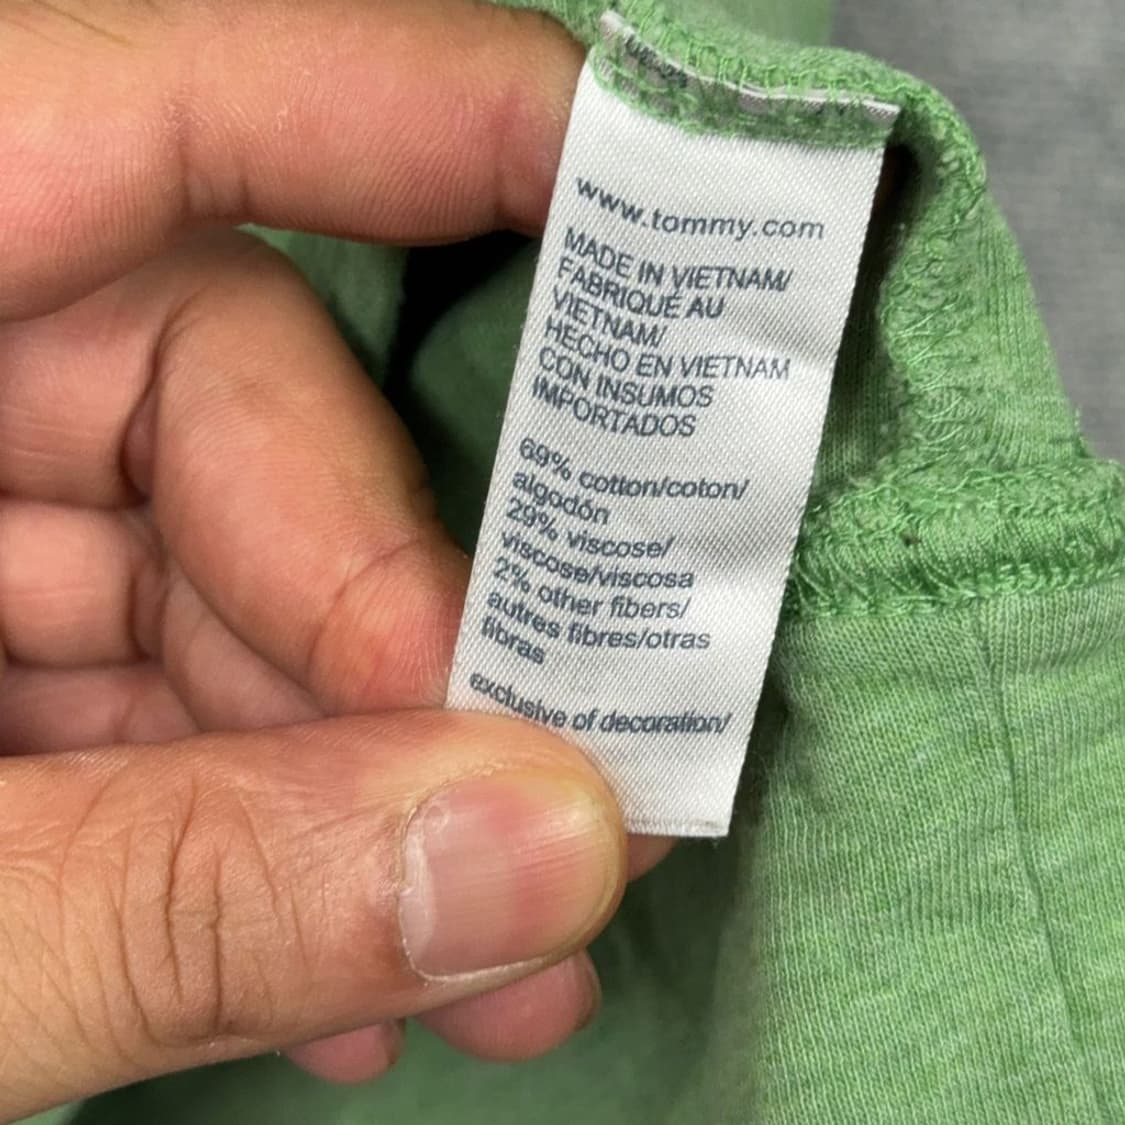 www.tommy.com
MADE IN VIETNAM/
FABRIQUÉ AU
VIETNAM/
HECHO EN VIETNAM
CON INSUMOS
IMPORTADOS
69% cotton/coton/
algodón
29% viscose/
viscose/viscosa
2% other fibers/
autres fibres/otras
fibras
exclusive of decoration/